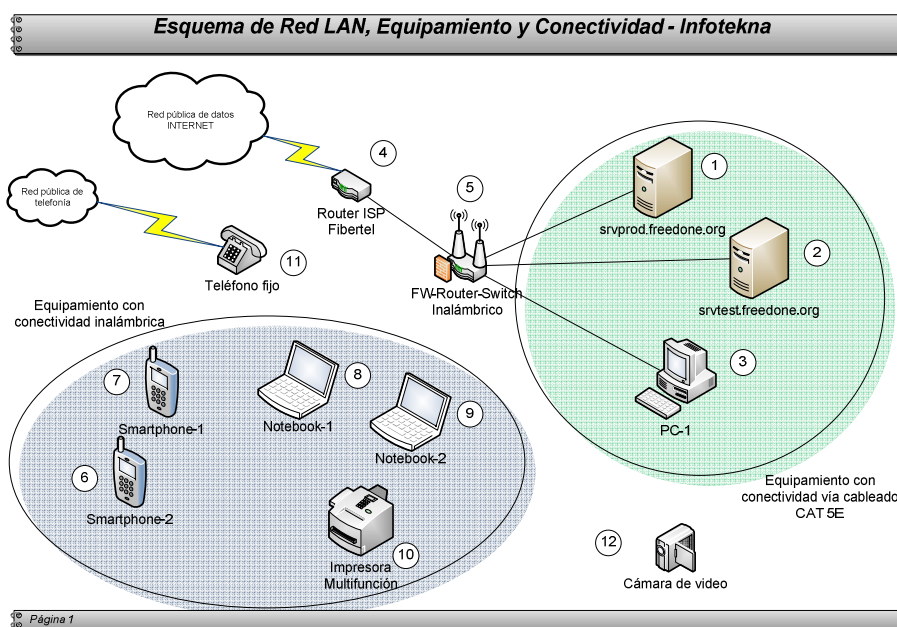 Esquema de Red LAN, Equipamiento y Conectividad - Infotekna
Red pública de datos
INTERNET
4
1
Red pública de
telefonía
5
Router ISP
Fibertel
srvprod.freedone.org
11
2
Teléfono fijo
FW-Router-Switch
Inalámbrico
srvtest.freedone.org
Equipamiento con
conectividad inalámbrica
7
8
3
9
Smartphone-1
Notebook-1
PC-1
Notebook-2
6
Equipamiento con
conectividad vía cableado
CAT 5E
Smartphone-2
12
10
Impresora
Multifunción
Cámara de video
Página 1